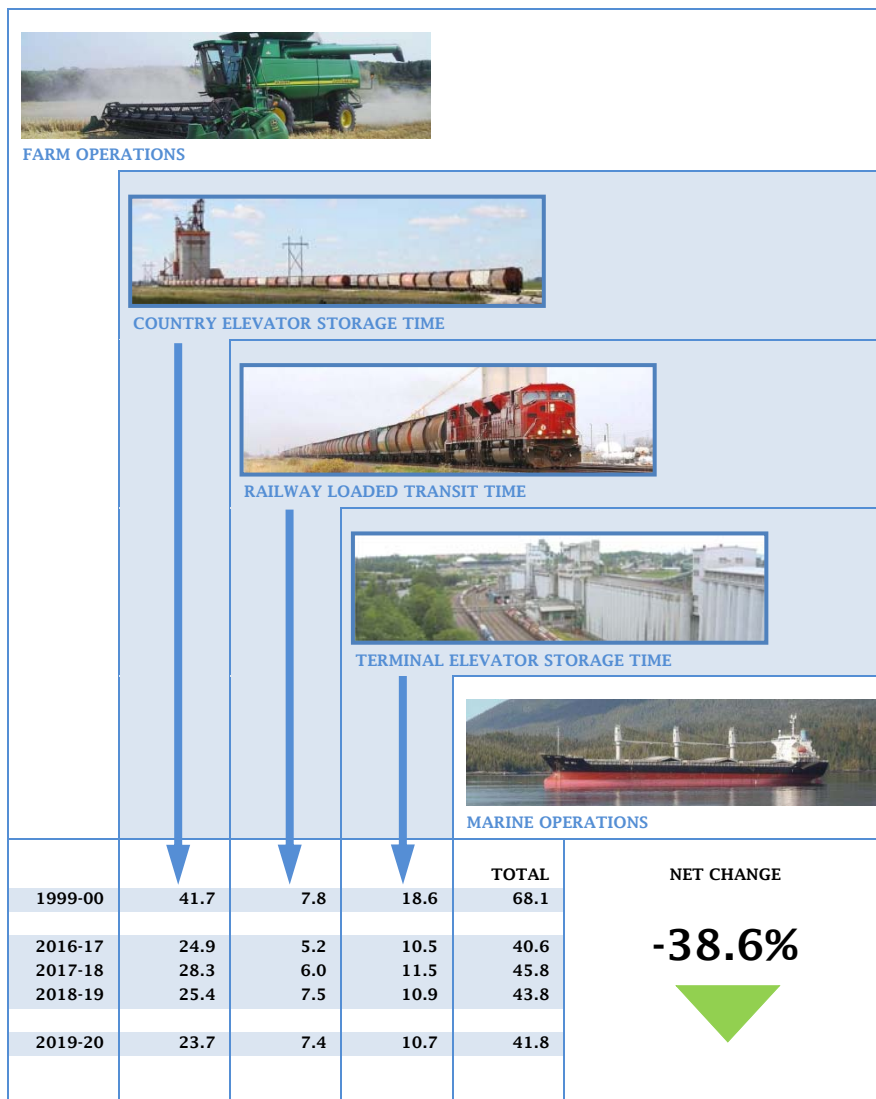 FARM OPERATIONS
COUNTRY ELEVATOR STORAGE TIME
RAILWAY LOADED TRANSIT TIME
TERMINAL ELEVATOR STORAGE TIME
MARINE OPERATIONS
TOTAL NET CHANGE
1999-00 41.7 7.8 18.6 68.1
2016-17 24.9 5.2 10.5 40.6
-38.6%
2017-18 28.3 6.0 11.5 45.8
2018-19 25.4 7.5 10.9 43.8
2019-20 23.7 7.4 10.7 41.8